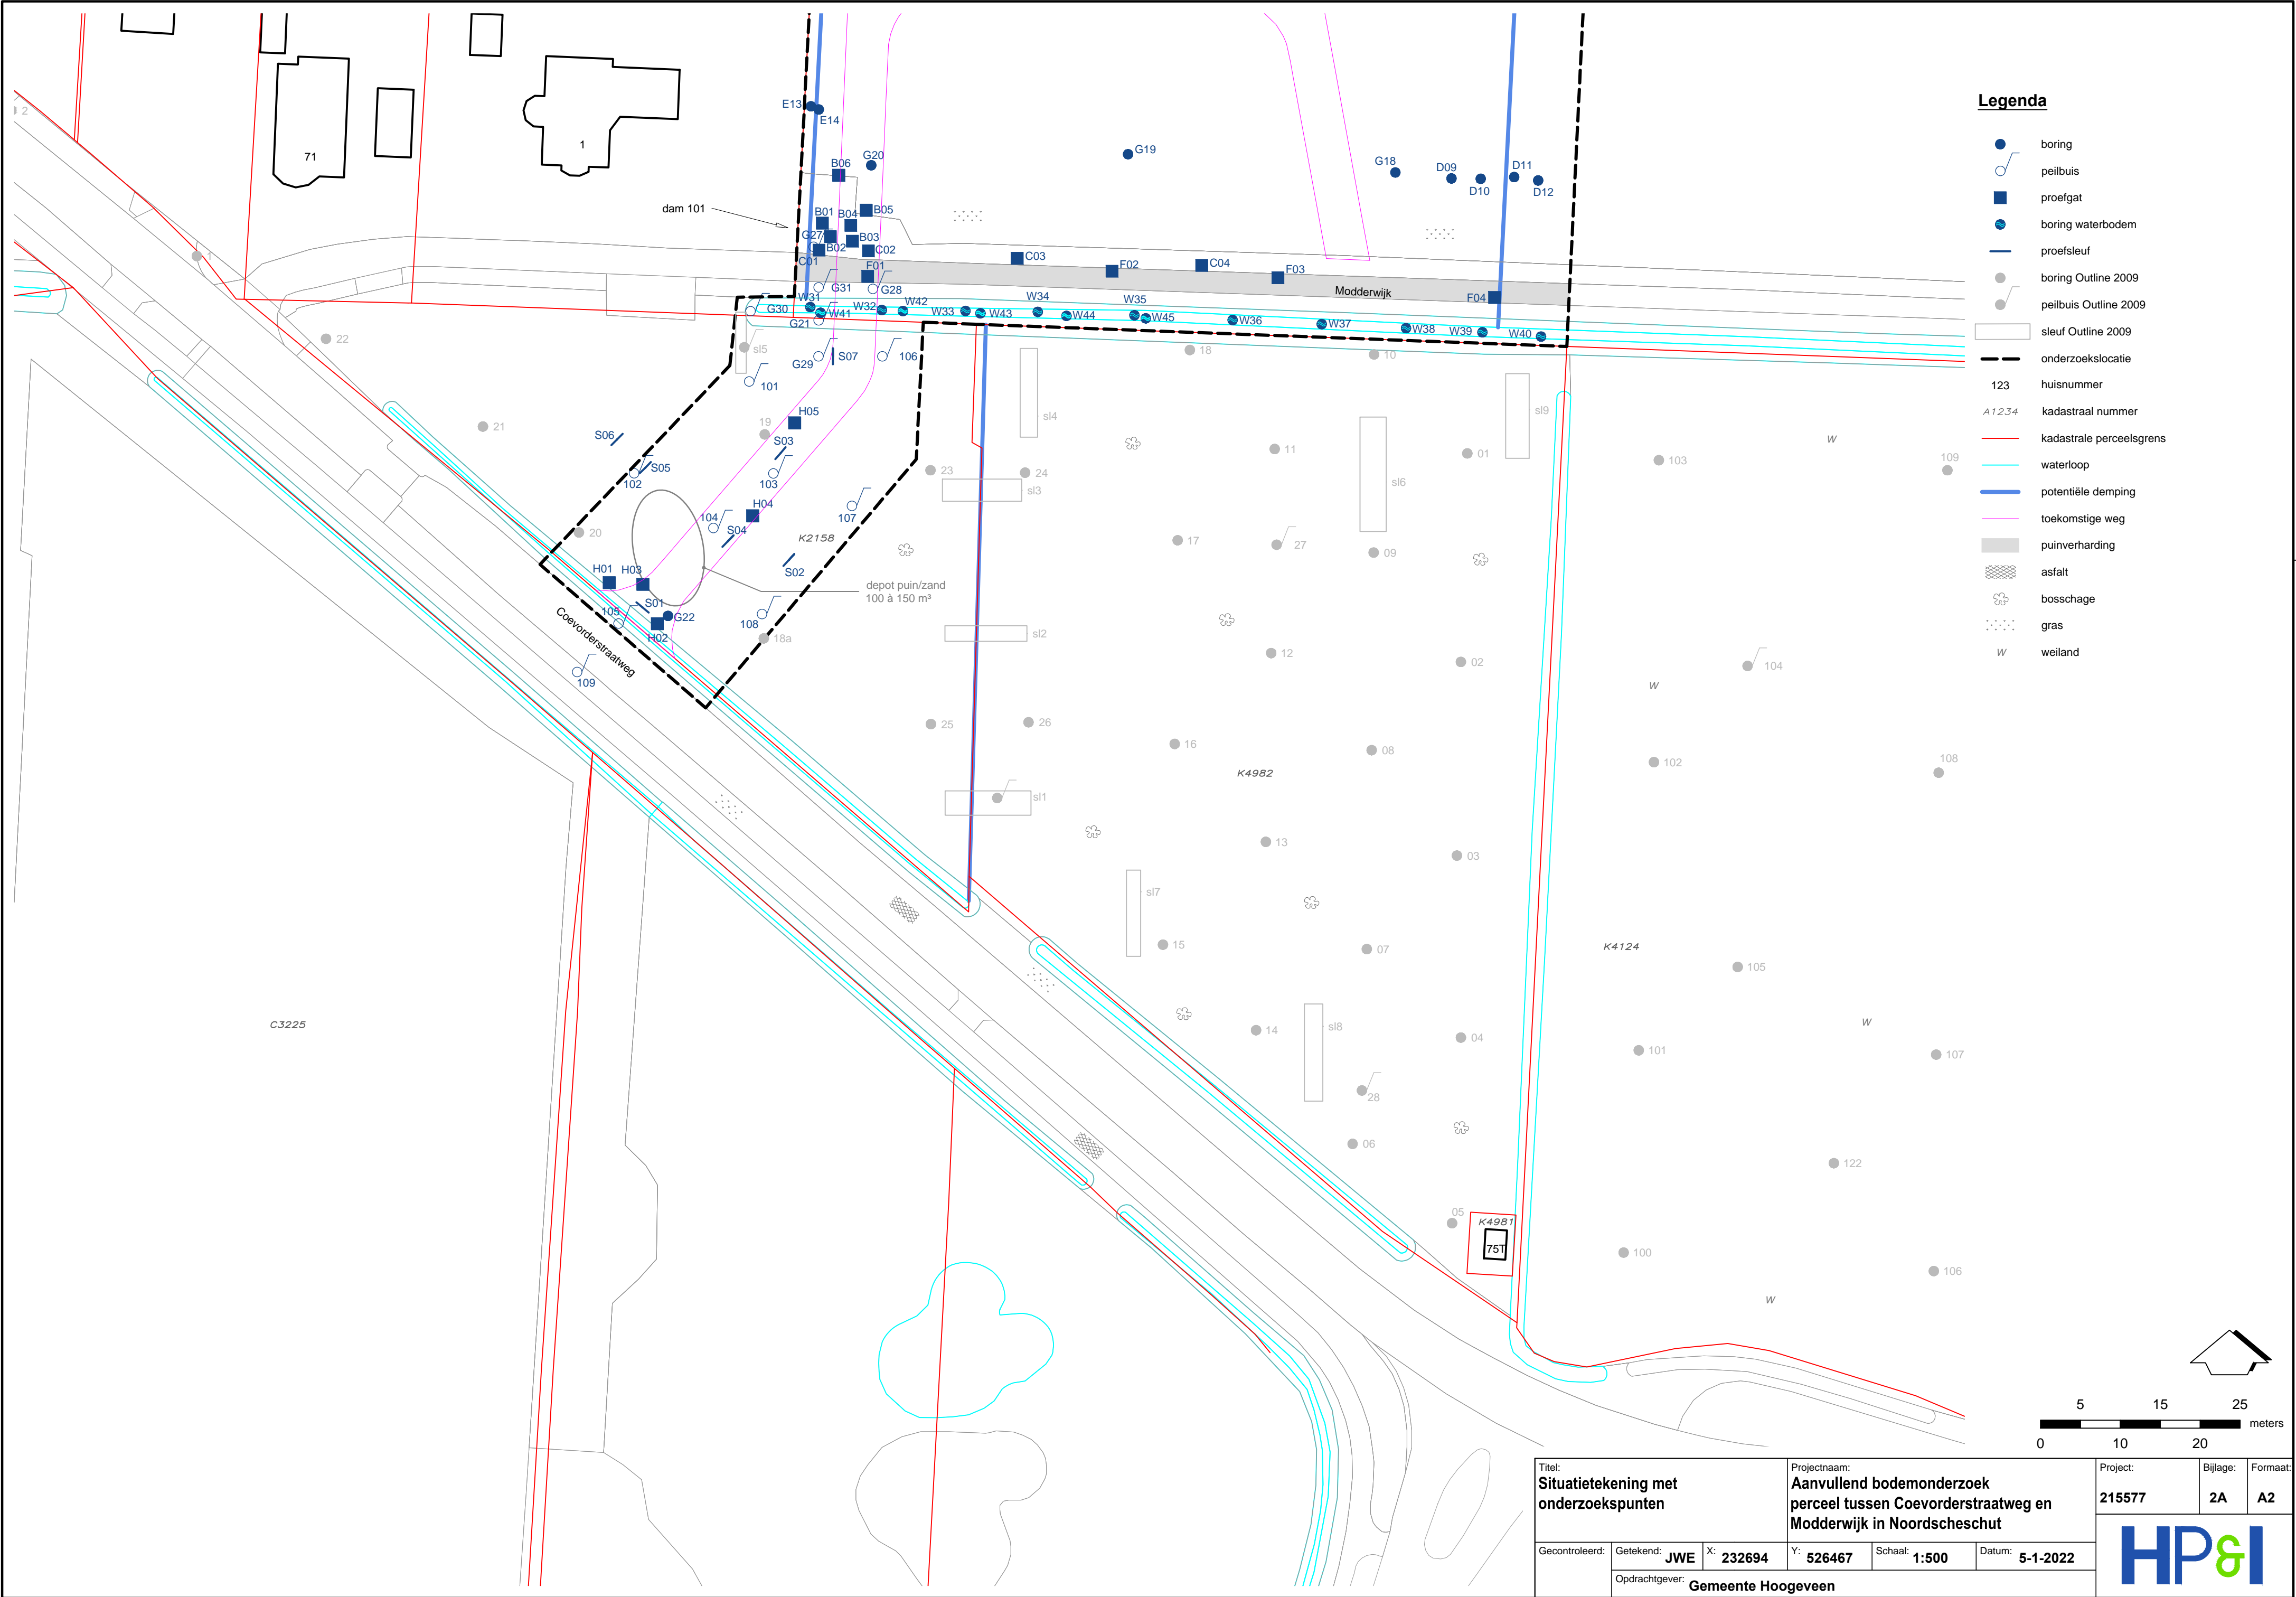 Legenda
boring
peilbuis
proefgat
boring waterbodem
proefsleuf
boring Outline 2009
peilbuis Outline 2009
sleuf Outline 2009
onderzoekslocatie
123 huisnummer
A1234 kadastraal nummer
kadastrale perceelsgrens
waterloop
potentiële demping
toekomstige weg
puinverharding
asfalt
bosschage
gras
W weiland
2
71
1
E13
E14
B06
G20
G19
G18
D09
D10
D11
D12
dam 101
B01
B04
B05
G27
B02
B03
C01
C02
F01
C03
F02
C04
F03
F04
Modderwijk
G31
G28
G30
W31
W41
G21
W32
W42
W33
W43
W34
W44
W35
W45
W36
W37
W38
W39
W40
1
22
sl5
G29
S07
106
101
18
10
21
19
H05
S03
103
S06
S05
102
23
24
sl4
sl3
11
sl6
01
sl9
103
W
109
20
104
S04
H04
107
K2158
S02
17
27
09
H01
H03
S01
105
G22
H02
108
18a
depot puin/zand
100 à 150 m³
Coevorderstraatweg
109
sl2
12
02
104
W
25
26
16
08
K4982
102
108
sl1
13
03
sl7
15
07
K4124
105
C3225
14
sl8
04
W
101
107
28
06
122
05
K4981
75T
100
106
W
5 15 25
meters
0 10 20
Titel:
Situatietekening met
onderzoekspunten
Projectnaam:
Aanvullend bodemonderzoek
perceel tussen Coevorderstraatweg en
Modderwijk in Noordscheschut
Project:
215577
Bijlage:
2A
Formaat:
A2
Gecontroleerd:
Getekend: JWE
X: 232694
Y: 526467
Schaal: 1:500
Datum: 5-1-2022
Opdrachtgever: Gemeente Hoogeveen
HP&I